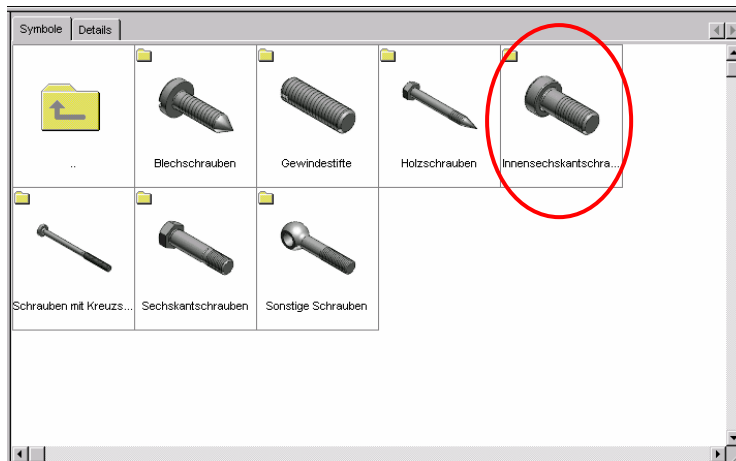 Symbole Details
..
Blechschrauben
Gewindestifte
Holzschrauben
Innensechskantschra...
Schrauben mit Kreuzs...
Sechskantschrauben
Sonstige Schrauben